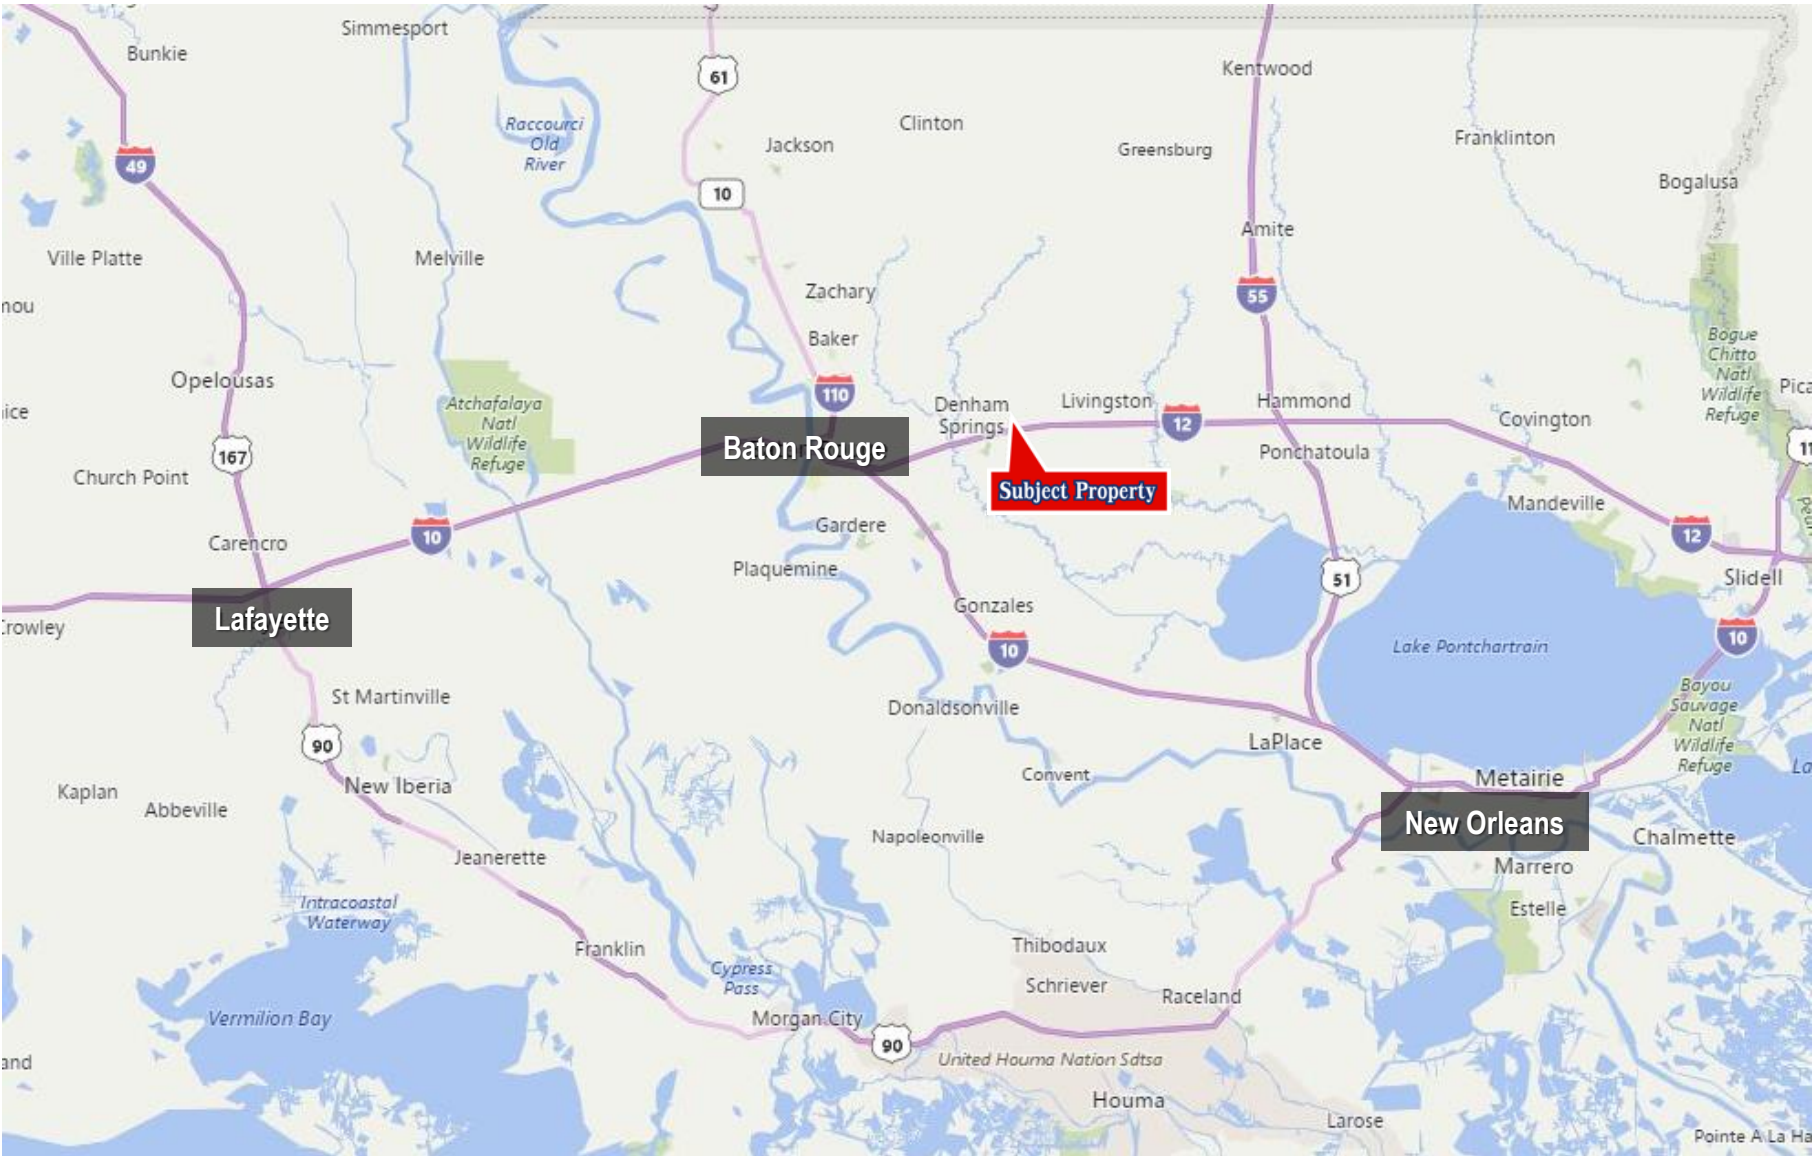 Simmesport
Bunkie
61
Kentwood
Raccourci
Old
River
Clinton
Jackson
Greensburg
Franklinton
49
10
Bogalusa
Amite
Ville Platte
Melville
Zachary
55
mou
Baker
Bogue
Chitto
Natl
Wildlife
Refuge
Opelousas
110
Pica
Atchafalaya
Natl
Wildlife
Refuge
Denham
Springs
Livingston
Hammond
12
Covington
ice
Baton Rouge
167
Ponchatoula
11
Church Point
Subject Property
Mandeville
Gardere
10
12
Carencro
Plaquemine
51
Slidell
Gonzales
Lafayette
Crowley
10
Lake Pontchartrain
10
St Martinville
Donaldsonville
Bayou
Sauvage
Natl
Wildlife
Refuge
90
LaPlace
Convent
Metairie
La
New Iberia
Kaplan
Abbeville
New Orleans
Napoleonville
Chalmette
Jeanerette
Marrero
Intracoastal
Waterway
Estelle
Franklin
Thibodaux
Cypress
Pass
Schriever
Raceland
Vermilion Bay
Morgan City
90
and
United Houma Nation Sdtsa
Houma
Larose
Pointe A La Ha